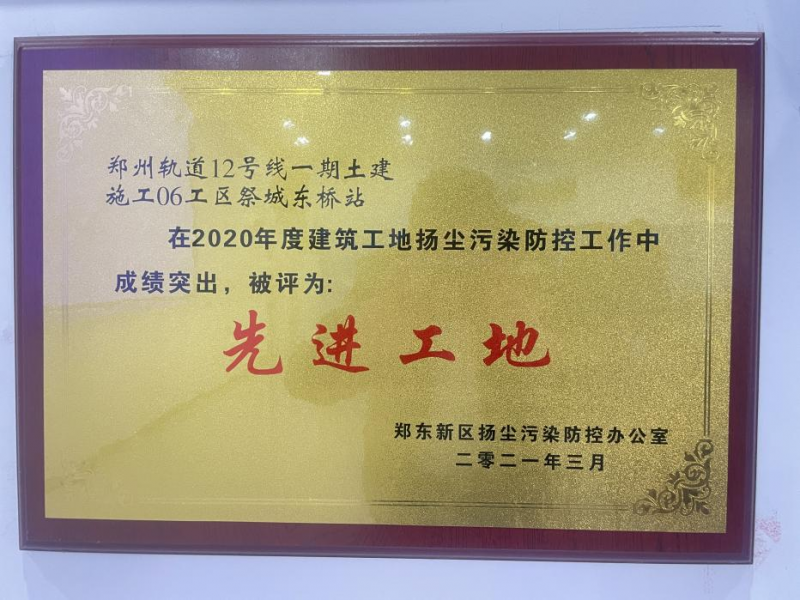 郑州轨道12号线一期土建
施工06工区祭城东桥站
在2020年度建筑工地扬尘污染防控工作中
成绩突出，被评为:
先进工地
郑东新区扬尘污染防控办公室
二零二一年三月